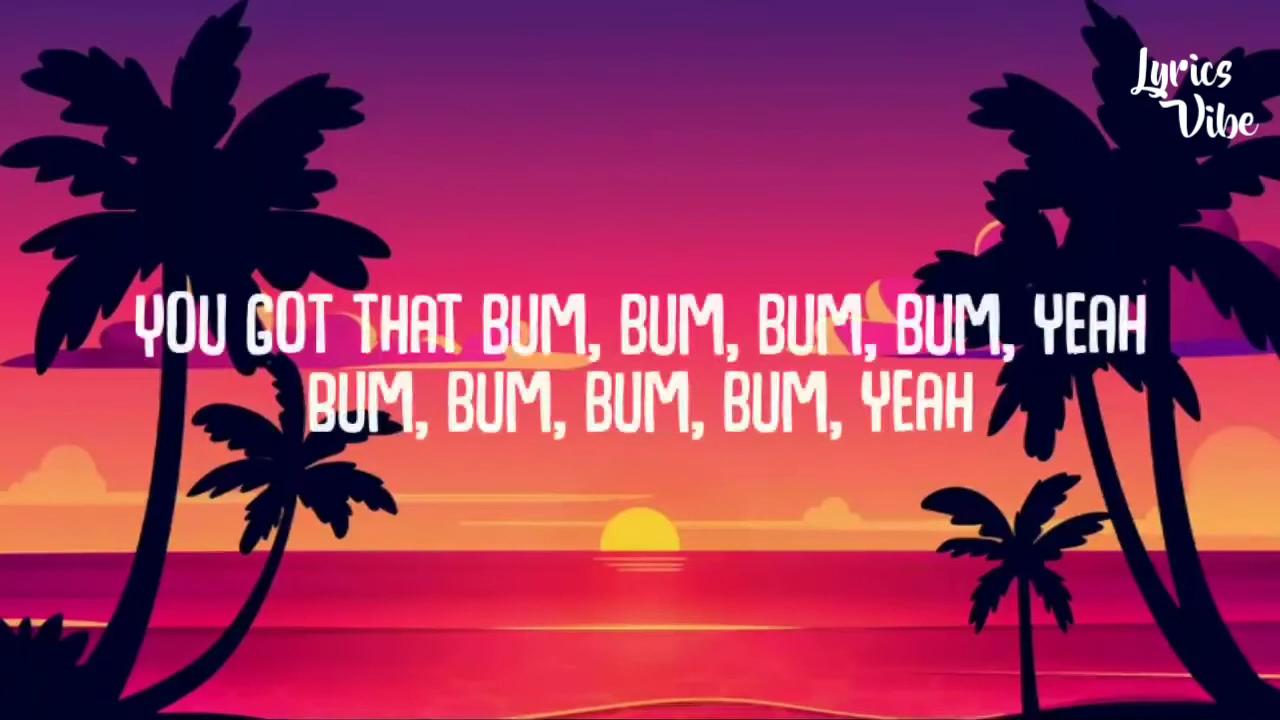 Lyrics
Vibe
YOU GOT THAT BUM, BUM, BUM, BUM, YEAH
BUM, BUM, BUM, BUM, YEAH